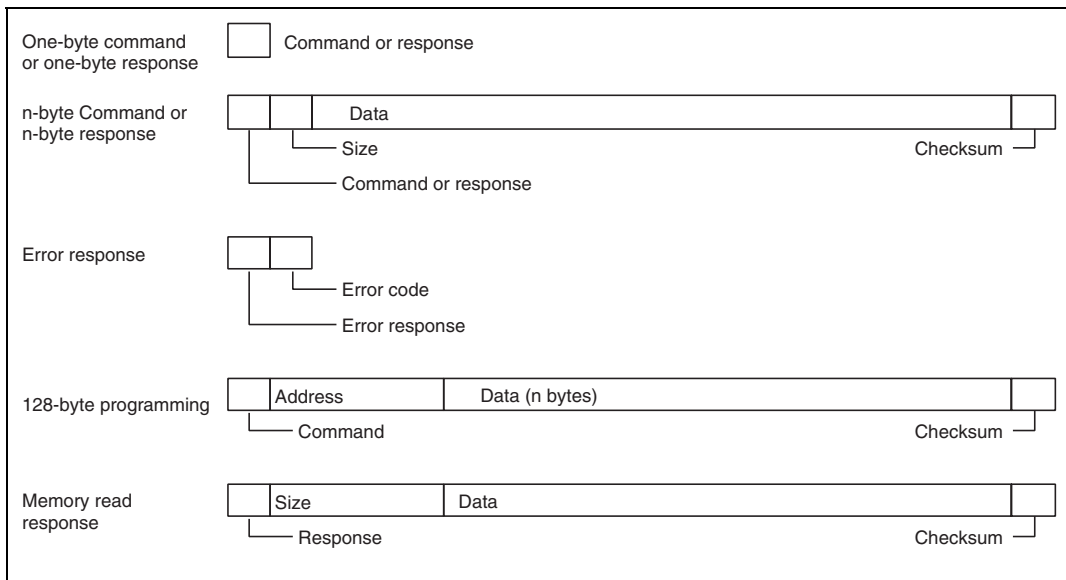 One-byte command
or one-byte response
Command or response
n-byte Command or
n-byte response
Data
Size
Checksum
Command or response
Error response
Error code
Error response
128-byte programming
Address
Data (n bytes)
Command
Checksum
Memory read
response
Size
Data
Response
Checksum